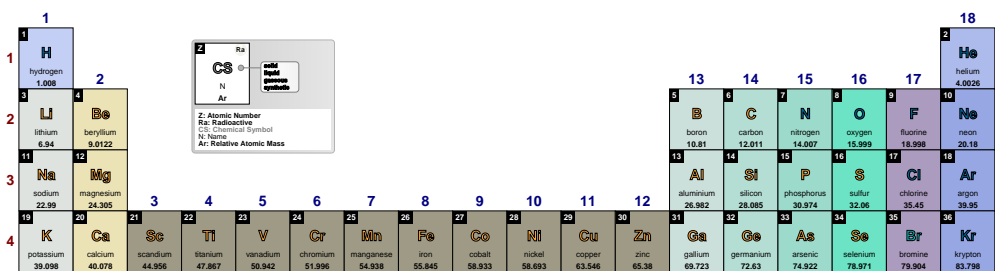 1
18
1
1
H
hydrogen
1.008
2
He
helium
4.0026
Z
Ra
CS
N
Ar
solid
liquid
gaseous
synthetic
Z: Atomic Number
Ra: Radioactive
CS: Chemical Symbol
N: Name
Ar: Relative Atomic Mass
2
13
14
15
16
17
2
3
Li
lithium
6.94
4
Be
beryllium
9.0122
5
B
boron
10.81
6
C
carbon
12.011
7
N
nitrogen
14.007
8
O
oxygen
15.999
9
F
fluorine
18.998
10
Ne
neon
20.18
3
11
Na
sodium
22.99
12
Mg
magnesium
24.305
13
Al
aluminium
26.982
14
Si
silicon
28.085
15
P
phosphorus
30.974
16
S
sulfur
32.06
17
Cl
chlorine
35.45
18
Ar
argon
39.95
3
4
5
6
7
8
9
10
11
12
4
19
K
potassium
39.098
20
Ca
calcium
40.078
21
Sc
scandium
44.956
22
Ti
titanium
47.867
23
V
vanadium
50.942
24
Cr
chromium
51.996
25
Mn
manganese
54.938
26
Fe
iron
55.845
27
Co
cobalt
58.933
28
Ni
nickel
58.693
29
Cu
copper
63.546
30
Zn
zinc
65.38
31
Ga
gallium
69.723
32
Ge
germanium
72.63
33
As
arsenic
74.922
34
Se
selenium
78.971
35
Br
bromine
79.904
36
Kr
krypton
83.798